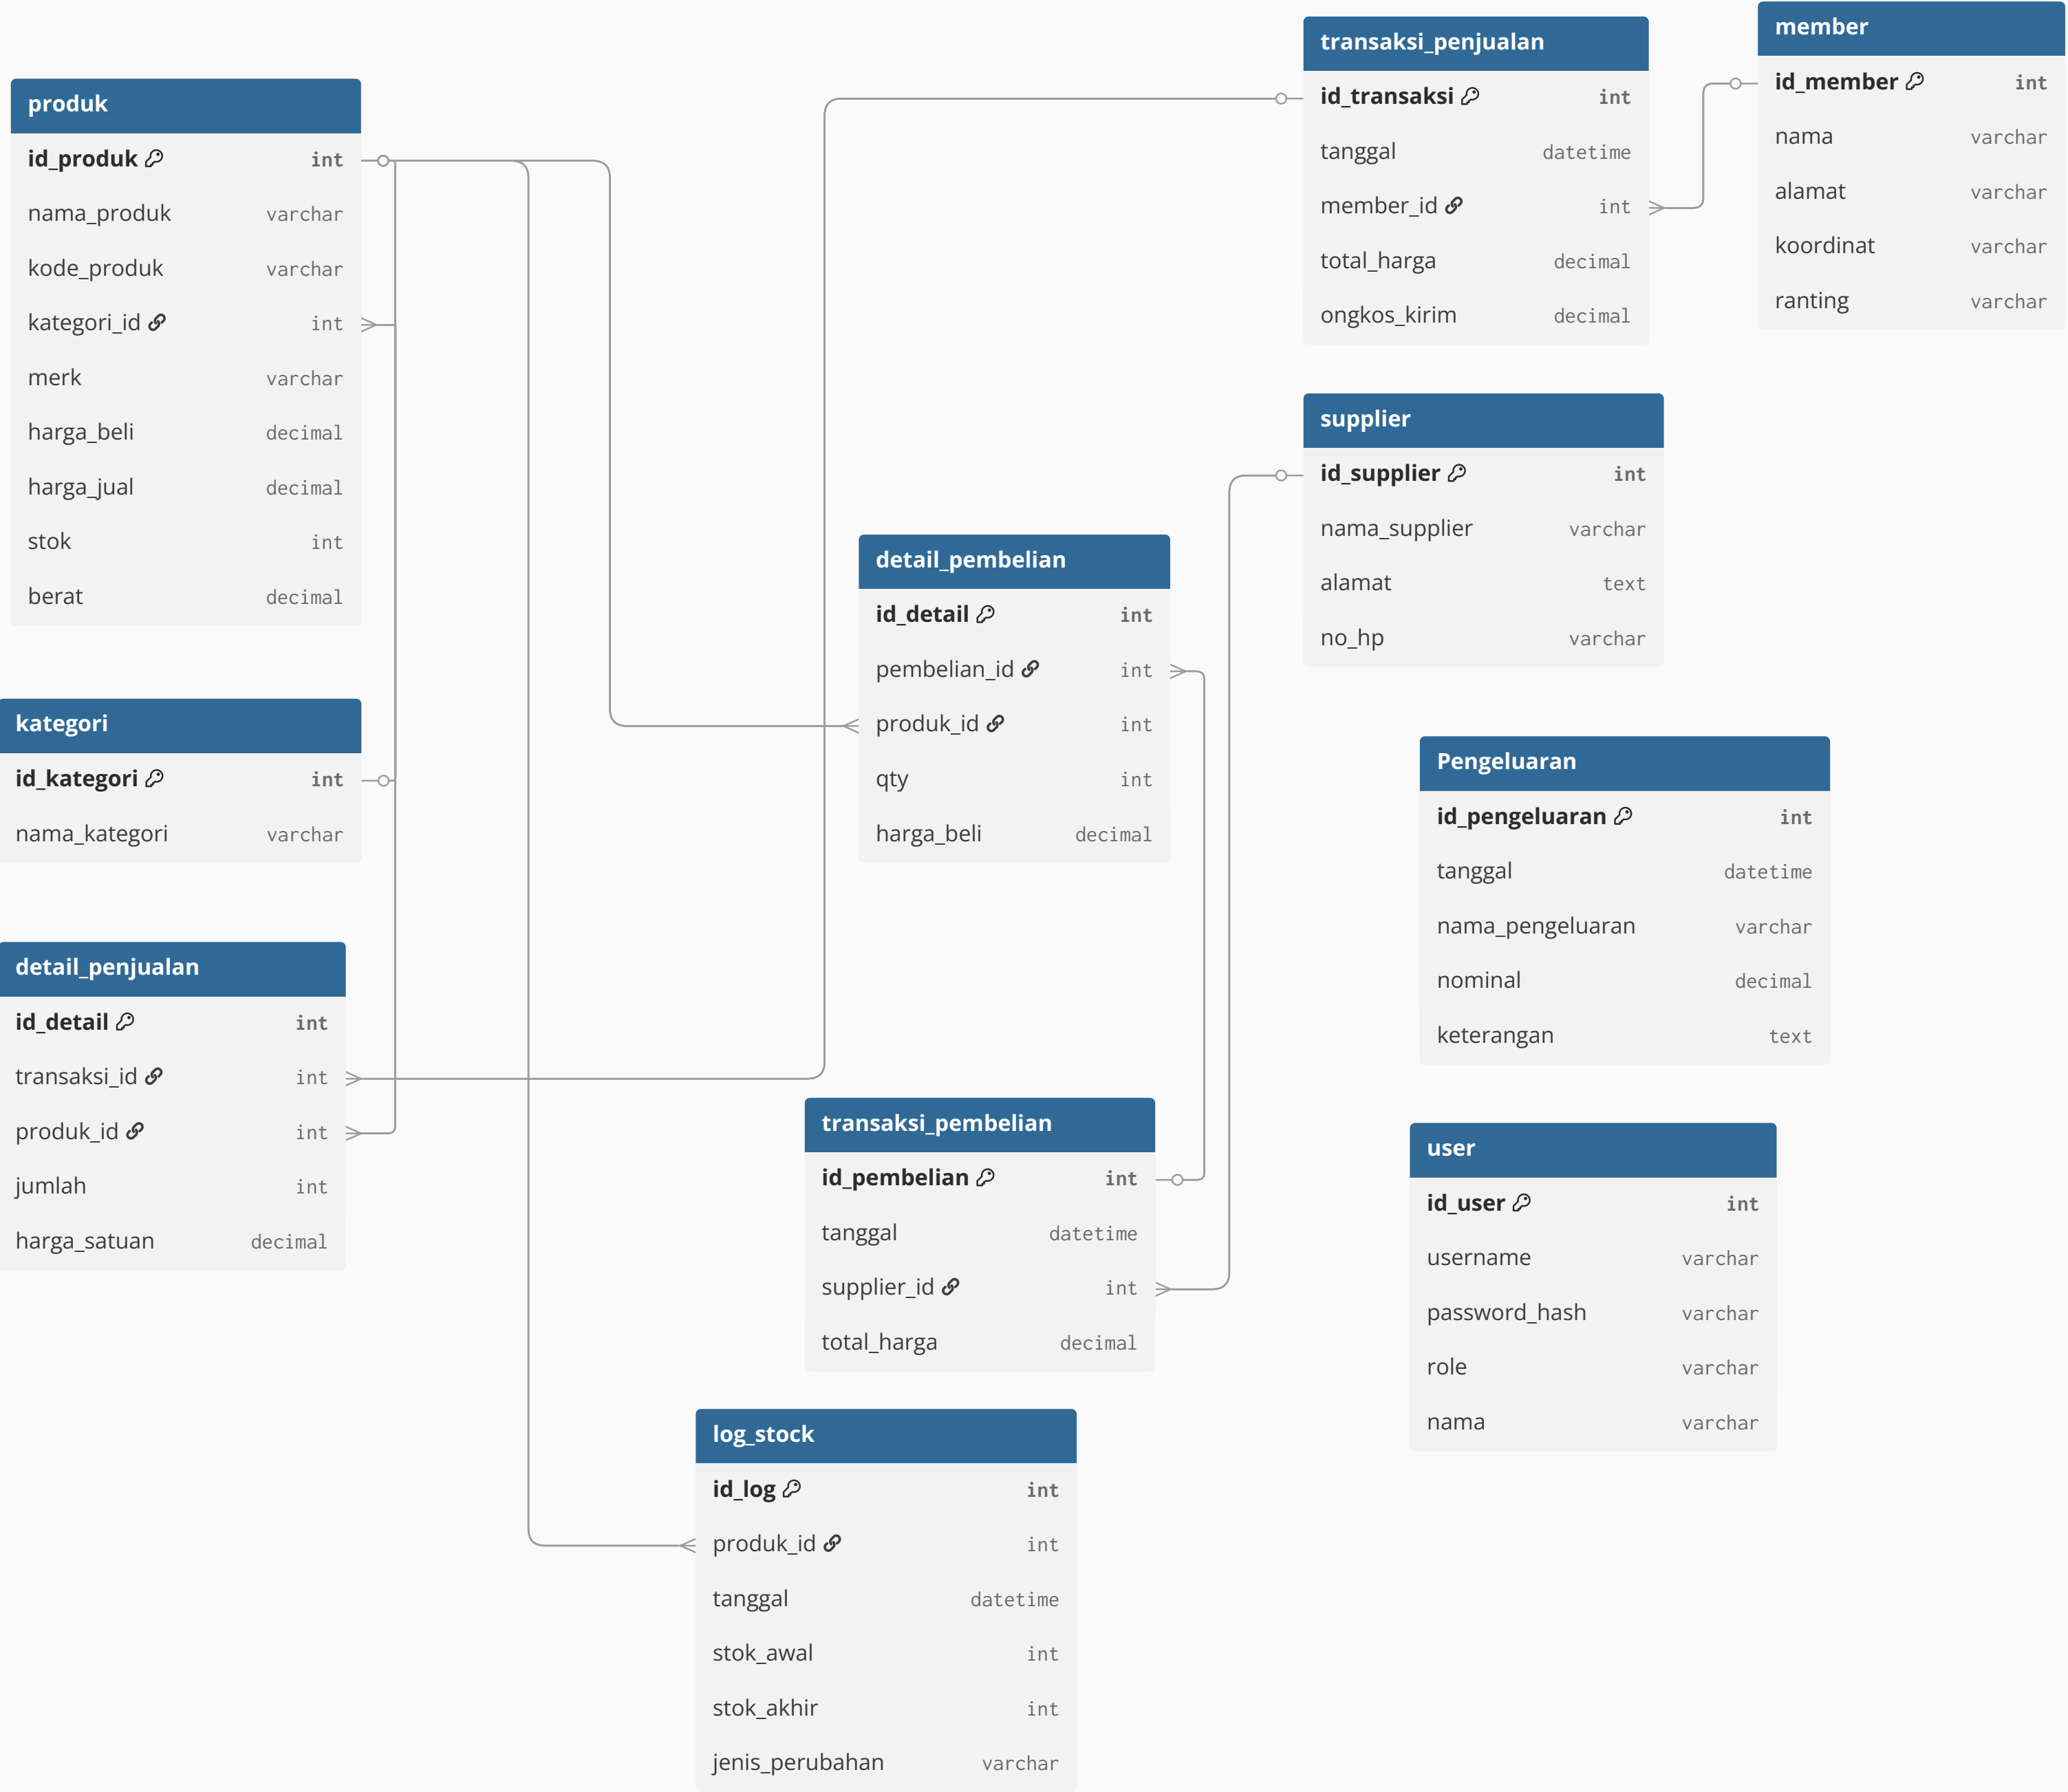 produk
id_produk int
nama_produk varchar
kode_produk varchar
kategori_id int
merk varchar
harga_beli decimal
harga_jual decimal
stok int
berat decimal
kategori
id_kategori int
nama_kategori varchar
detail_penjualan
id_detail int
transaksi_id int
produk_id int
jumlah int
harga_satuan decimal
detail_pembelian
id_detail int
pembelian_id int
produk_id int
qty int
harga_beli decimal
transaksi_pembelian
id_pembelian int
tanggal datetime
supplier_id int
total_harga decimal
log_stock
id_log int
produk_id int
tanggal datetime
stok_awal int
stok_akhir int
jenis_perubahan varchar
transaksi_penjualan
id_transaksi int
tanggal datetime
member_id int
total_harga decimal
ongkos_kirim decimal
member
id_member int
nama varchar
alamat varchar
koordinat varchar
ranting varchar
supplier
id_supplier int
nama_supplier varchar
alamat text
no_hp varchar
Pengeluaran
id_pengeluaran int
tanggal datetime
nama_pengeluaran varchar
nominal decimal
keterangan text
user
id_user int
username varchar
password_hash varchar
role varchar
nama varchar